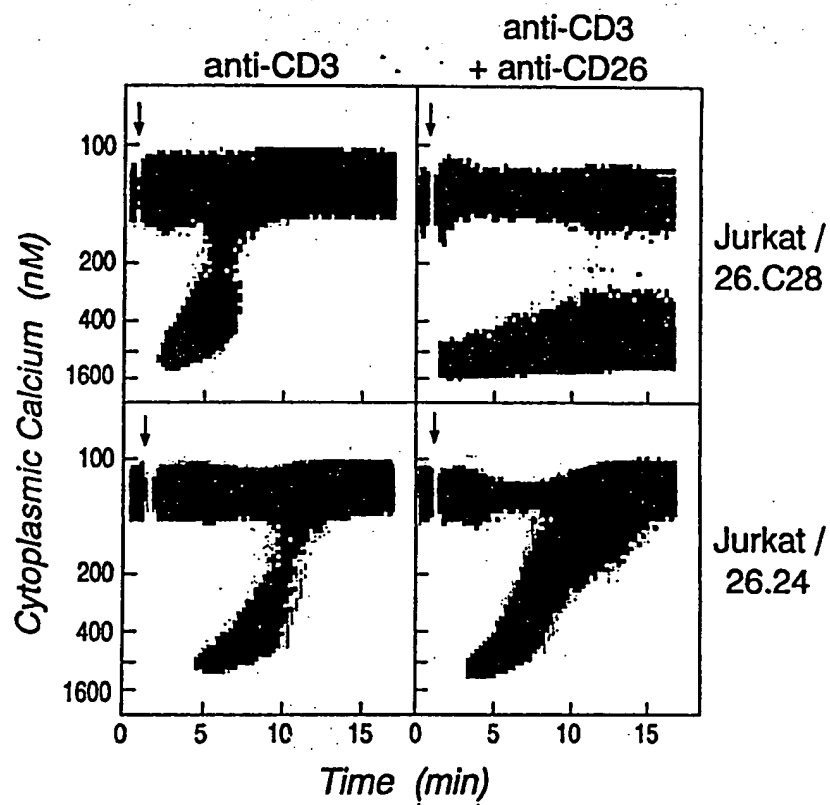 anti-CD3
anti-CD3
+ anti-CD26
100
200
400
1600
Jurkat /
26.C28
100
200
400
1600
Jurkat /
26.24
0 5 10 15
0 5 10 15
Cytoplasmic Calcium (nM)
Time (min)